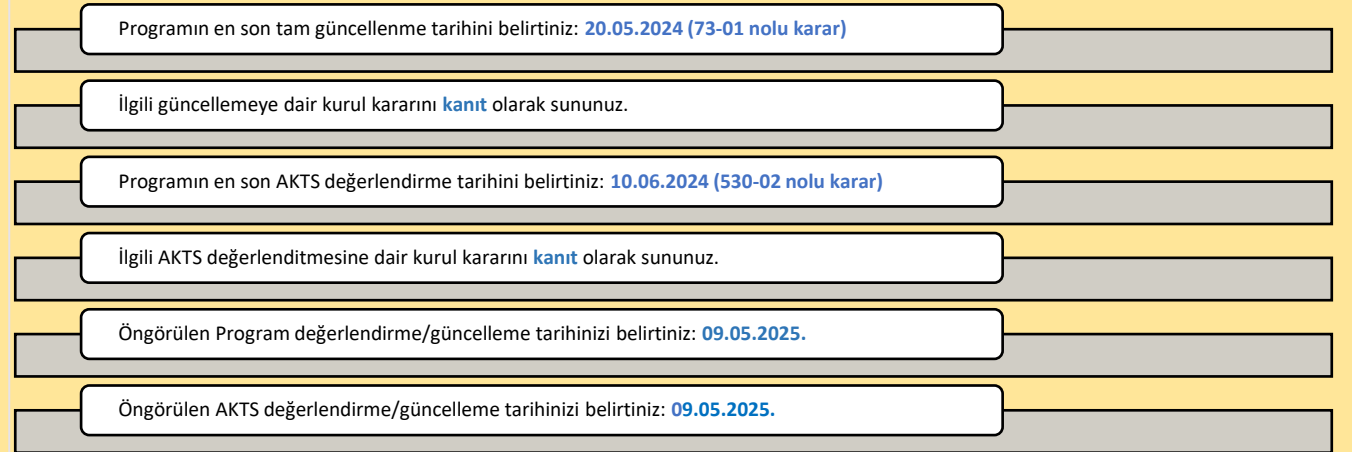 Programın en son tam güncellenme tarihini belirtiniz: 20.05.2024 (73-01 nolu karar)
İlgili güncellemeye dair kurul kararını kanıt olarak sununuz.
Programın en son AKTS değerlendirme tarihini belirtiniz: 10.06.2024 (530-02 nolu karar)
İlgili AKTS değerlenditmesine dair kurul kararını kanıt olarak sununuz.
Öngörülen Program değerlendirme/güncelleme tarihinizi belirtiniz: 09.05.2025.
Öngörülen AKTS değerlendirme/güncelleme tarihinizi belirtiniz: 09.05.2025.